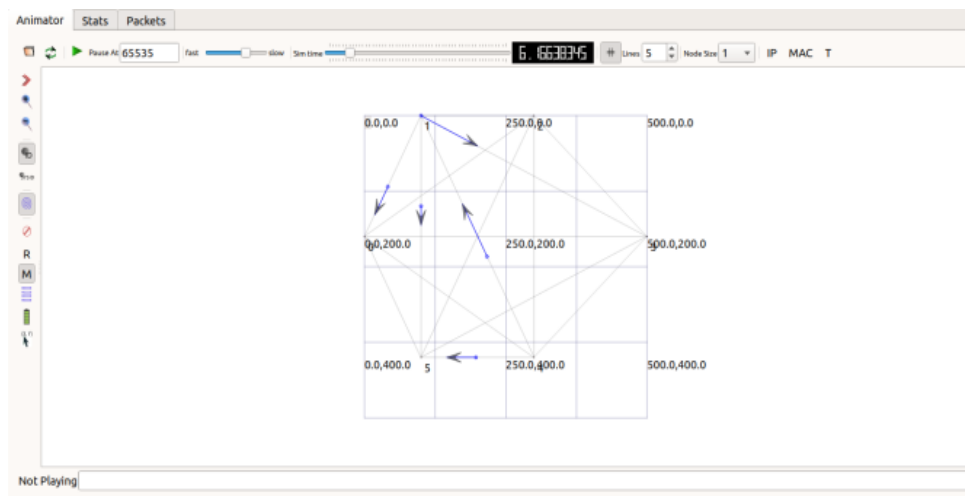 Animator Stats Packets
Pause At 65535 fast slow Sim time 6.16638345 Lines 5 Node Size 1 IP MAC T
0.0,0.0 1 250.0,0.0 2 500.0,0.0
0.0,200.0 250.0,200.0 500.0,200.0
R
M
0.0,400.0 5 250.0,400.0 500.0,400.0
Not Playing